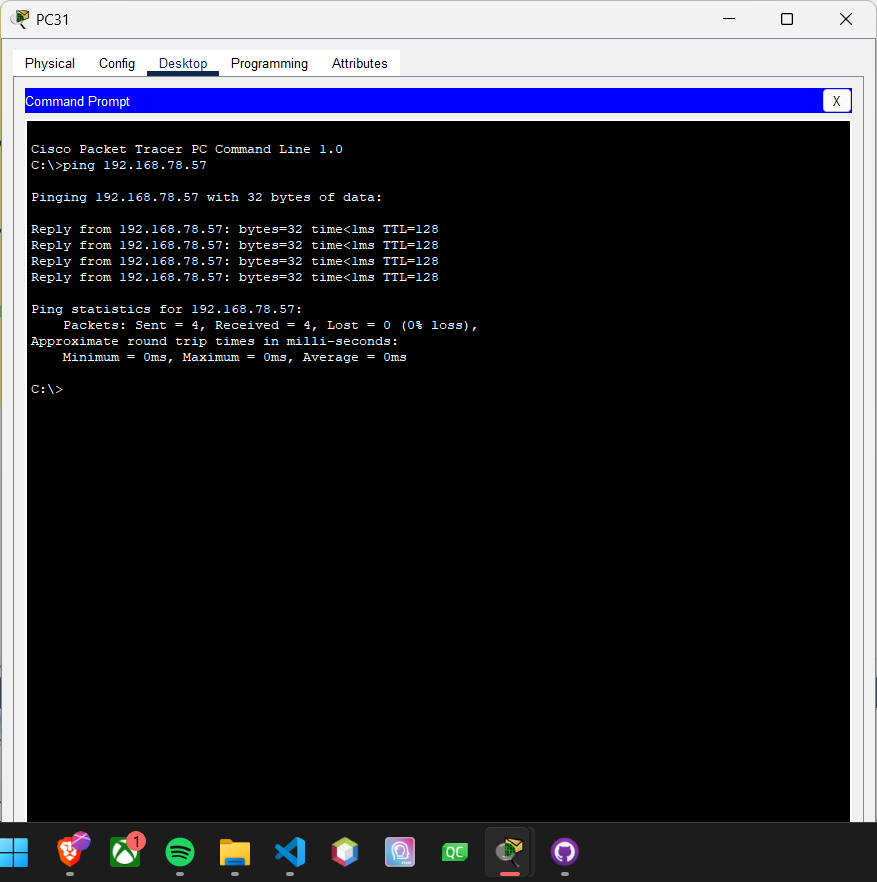 PC31
Physical Config Desktop Programming Attributes
Command Prompt X
Cisco Packet Tracer PC Command Line 1.0
C:\>ping 192.168.78.57
Pinging 192.168.78.57 with 32 bytes of data:
Reply from 192.168.78.57: bytes=32 time<1ms TTL=128
Reply from 192.168.78.57: bytes=32 time<1ms TTL=128
Reply from 192.168.78.57: bytes=32 time<1ms TTL=128
Reply from 192.168.78.57: bytes=32 time<1ms TTL=128
Ping statistics for 192.168.78.57:
Packets: Sent = 4, Received = 4, Lost = 0 (0% loss),
Approximate round trip times in milli-seconds:
Minimum = 0ms, Maximum = 0ms, Average = 0ms
C:\>
1
QC